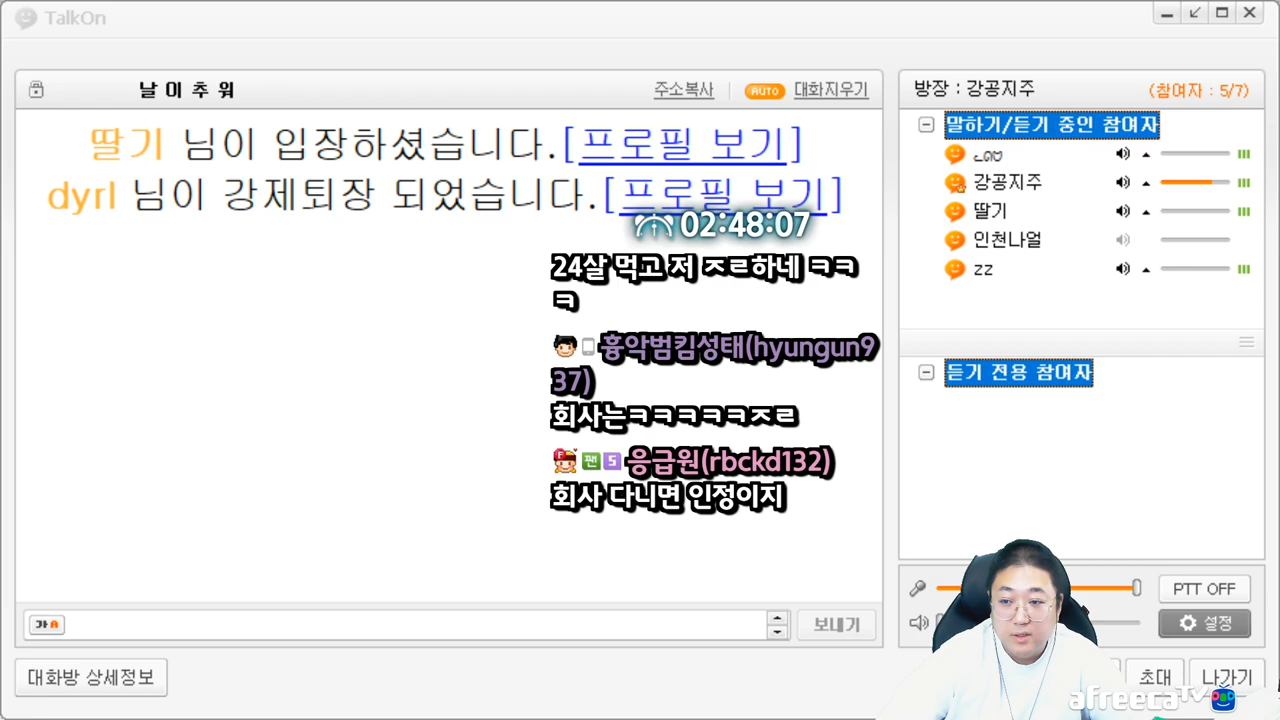 TalkOn
날 이 추 워
주소복사
AUTO
대화지우기
딸기 님이 입장하셨습니다.[프로필 보기]
dyrl 님이 강제퇴장 되었습니다.[프로필 보기]
02:48:07
24살 먹고 저 ㅈㄹ하네 ㅋㅋ
ㅋ
흉악범킴성태(hyungun9
37)
회사는ㅋㅋㅋㅋㅋㅈㄹ
F 팬 S 응급원(rbckd132)
회사 다니면 인정이지
가A
보내기
대화방 상세정보
방장 : 강공지주
(참여자 : 5/7)
말하기/듣기 중인 참여자
강공지주
딸기
인천나얼
zz
듣기 전용 참여자
PTT OFF
설정
초대
나가기
afreecaTV